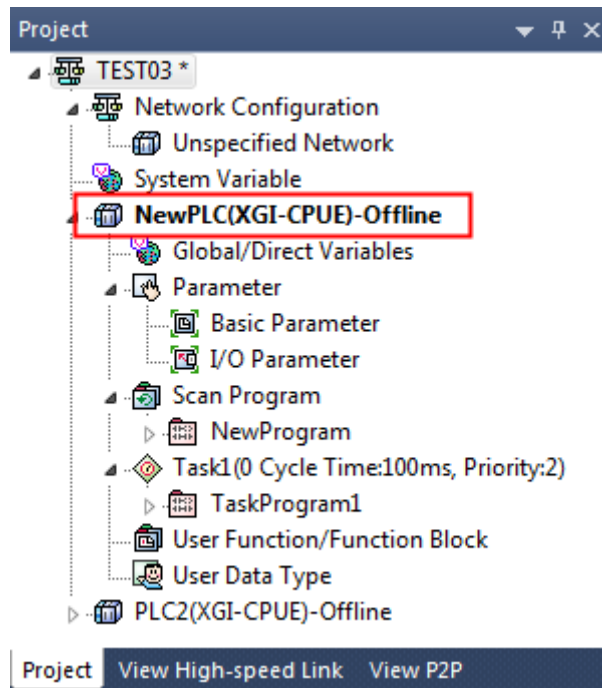 Project
TEST03 *
Network Configuration
Unspecified Network
System Variable
NewPLC(XGI-CPUE)-Offline
Global/Direct Variables
Parameter
Basic Parameter
I/O Parameter
Scan Program
NewProgram
Task1(0 Cycle Time:100ms, Priority:2)
TaskProgram1
User Function/Function Block
User Data Type
PLC2(XGI-CPUE)-Offline
Project View High-speed Link View P2P